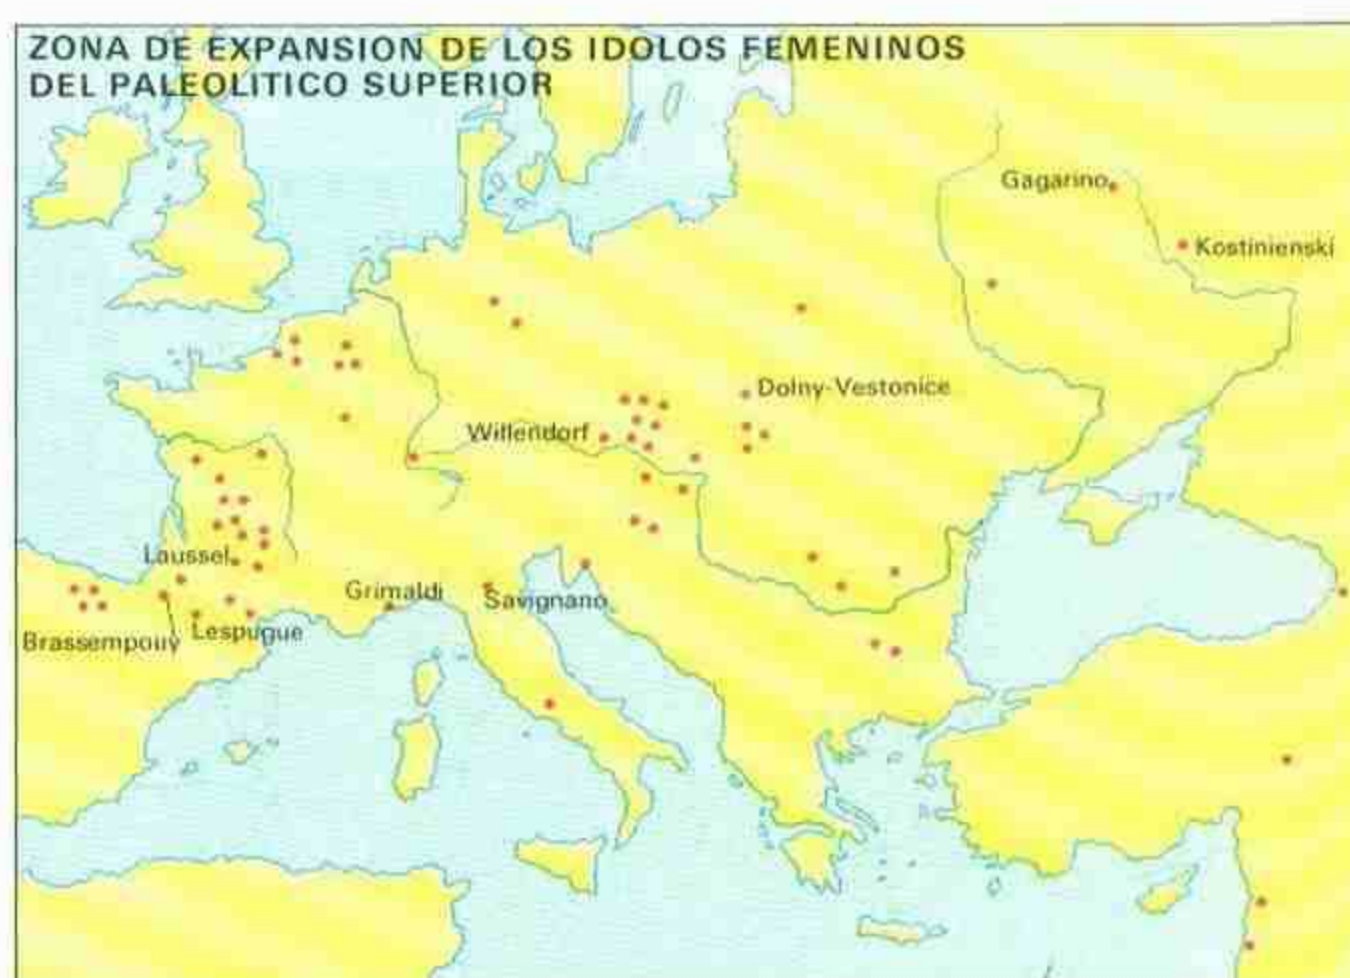 ZONA DE EXPANSION DE LOS IDOLOS FEMENINOS
DEL PALEOLITICO SUPERIOR
Gagarino
Kostinienski
Dolny-Vestonice
Willendorf
Laussel
Grimaldi
Savignano
Brassempouy
Lespugue